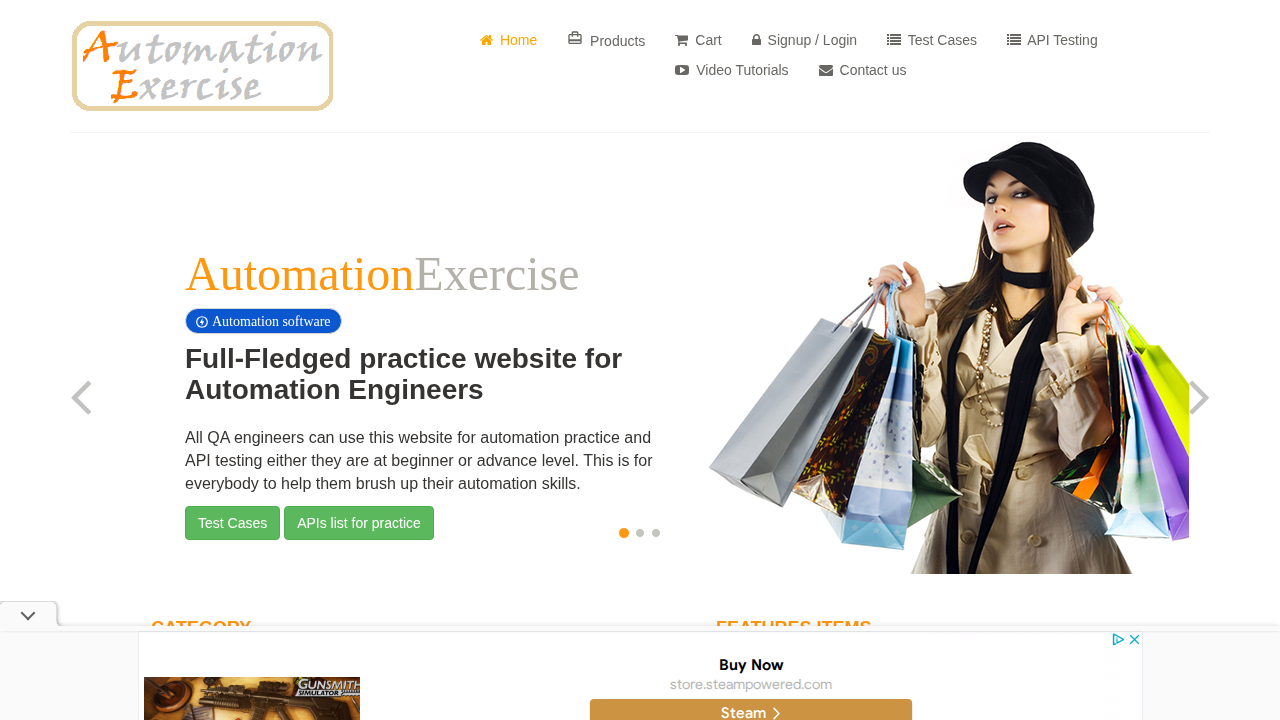 Automation
Exercise
Home
Products
Cart
Signup / Login
Test Cases
API Testing
Video Tutorials
Contact us
AutomationExercise
Automation software
Full-Fledged practice website for
Automation Engineers
All QA engineers can use this website for automation practice and
API testing either they are at beginner or advance level. This is for
everybody to help them brush up their automation skills.
Test Cases
APIs list for practice
CATEGORY
FEATURES ITEMS
GUNSMITH
SIMULATOR
Buy Now
store.steampowered.com
Steam